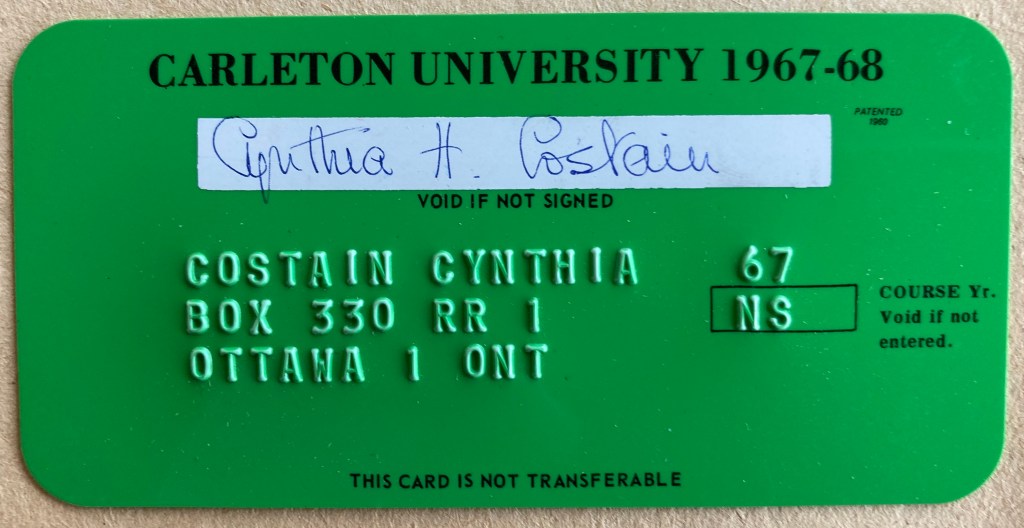 CARLETON UNIVERSITY 1967-68
PATENTED
1960
Cynthia H. Costain
VOID IF NOT SIGNED
COSTAIN CYNTHIA 67
BOX 330 RR 1 NS
OTTAWA 1 ONT
COURSE Yr.
Void if not
entered.
THIS CARD IS NOT TRANSFERABLE